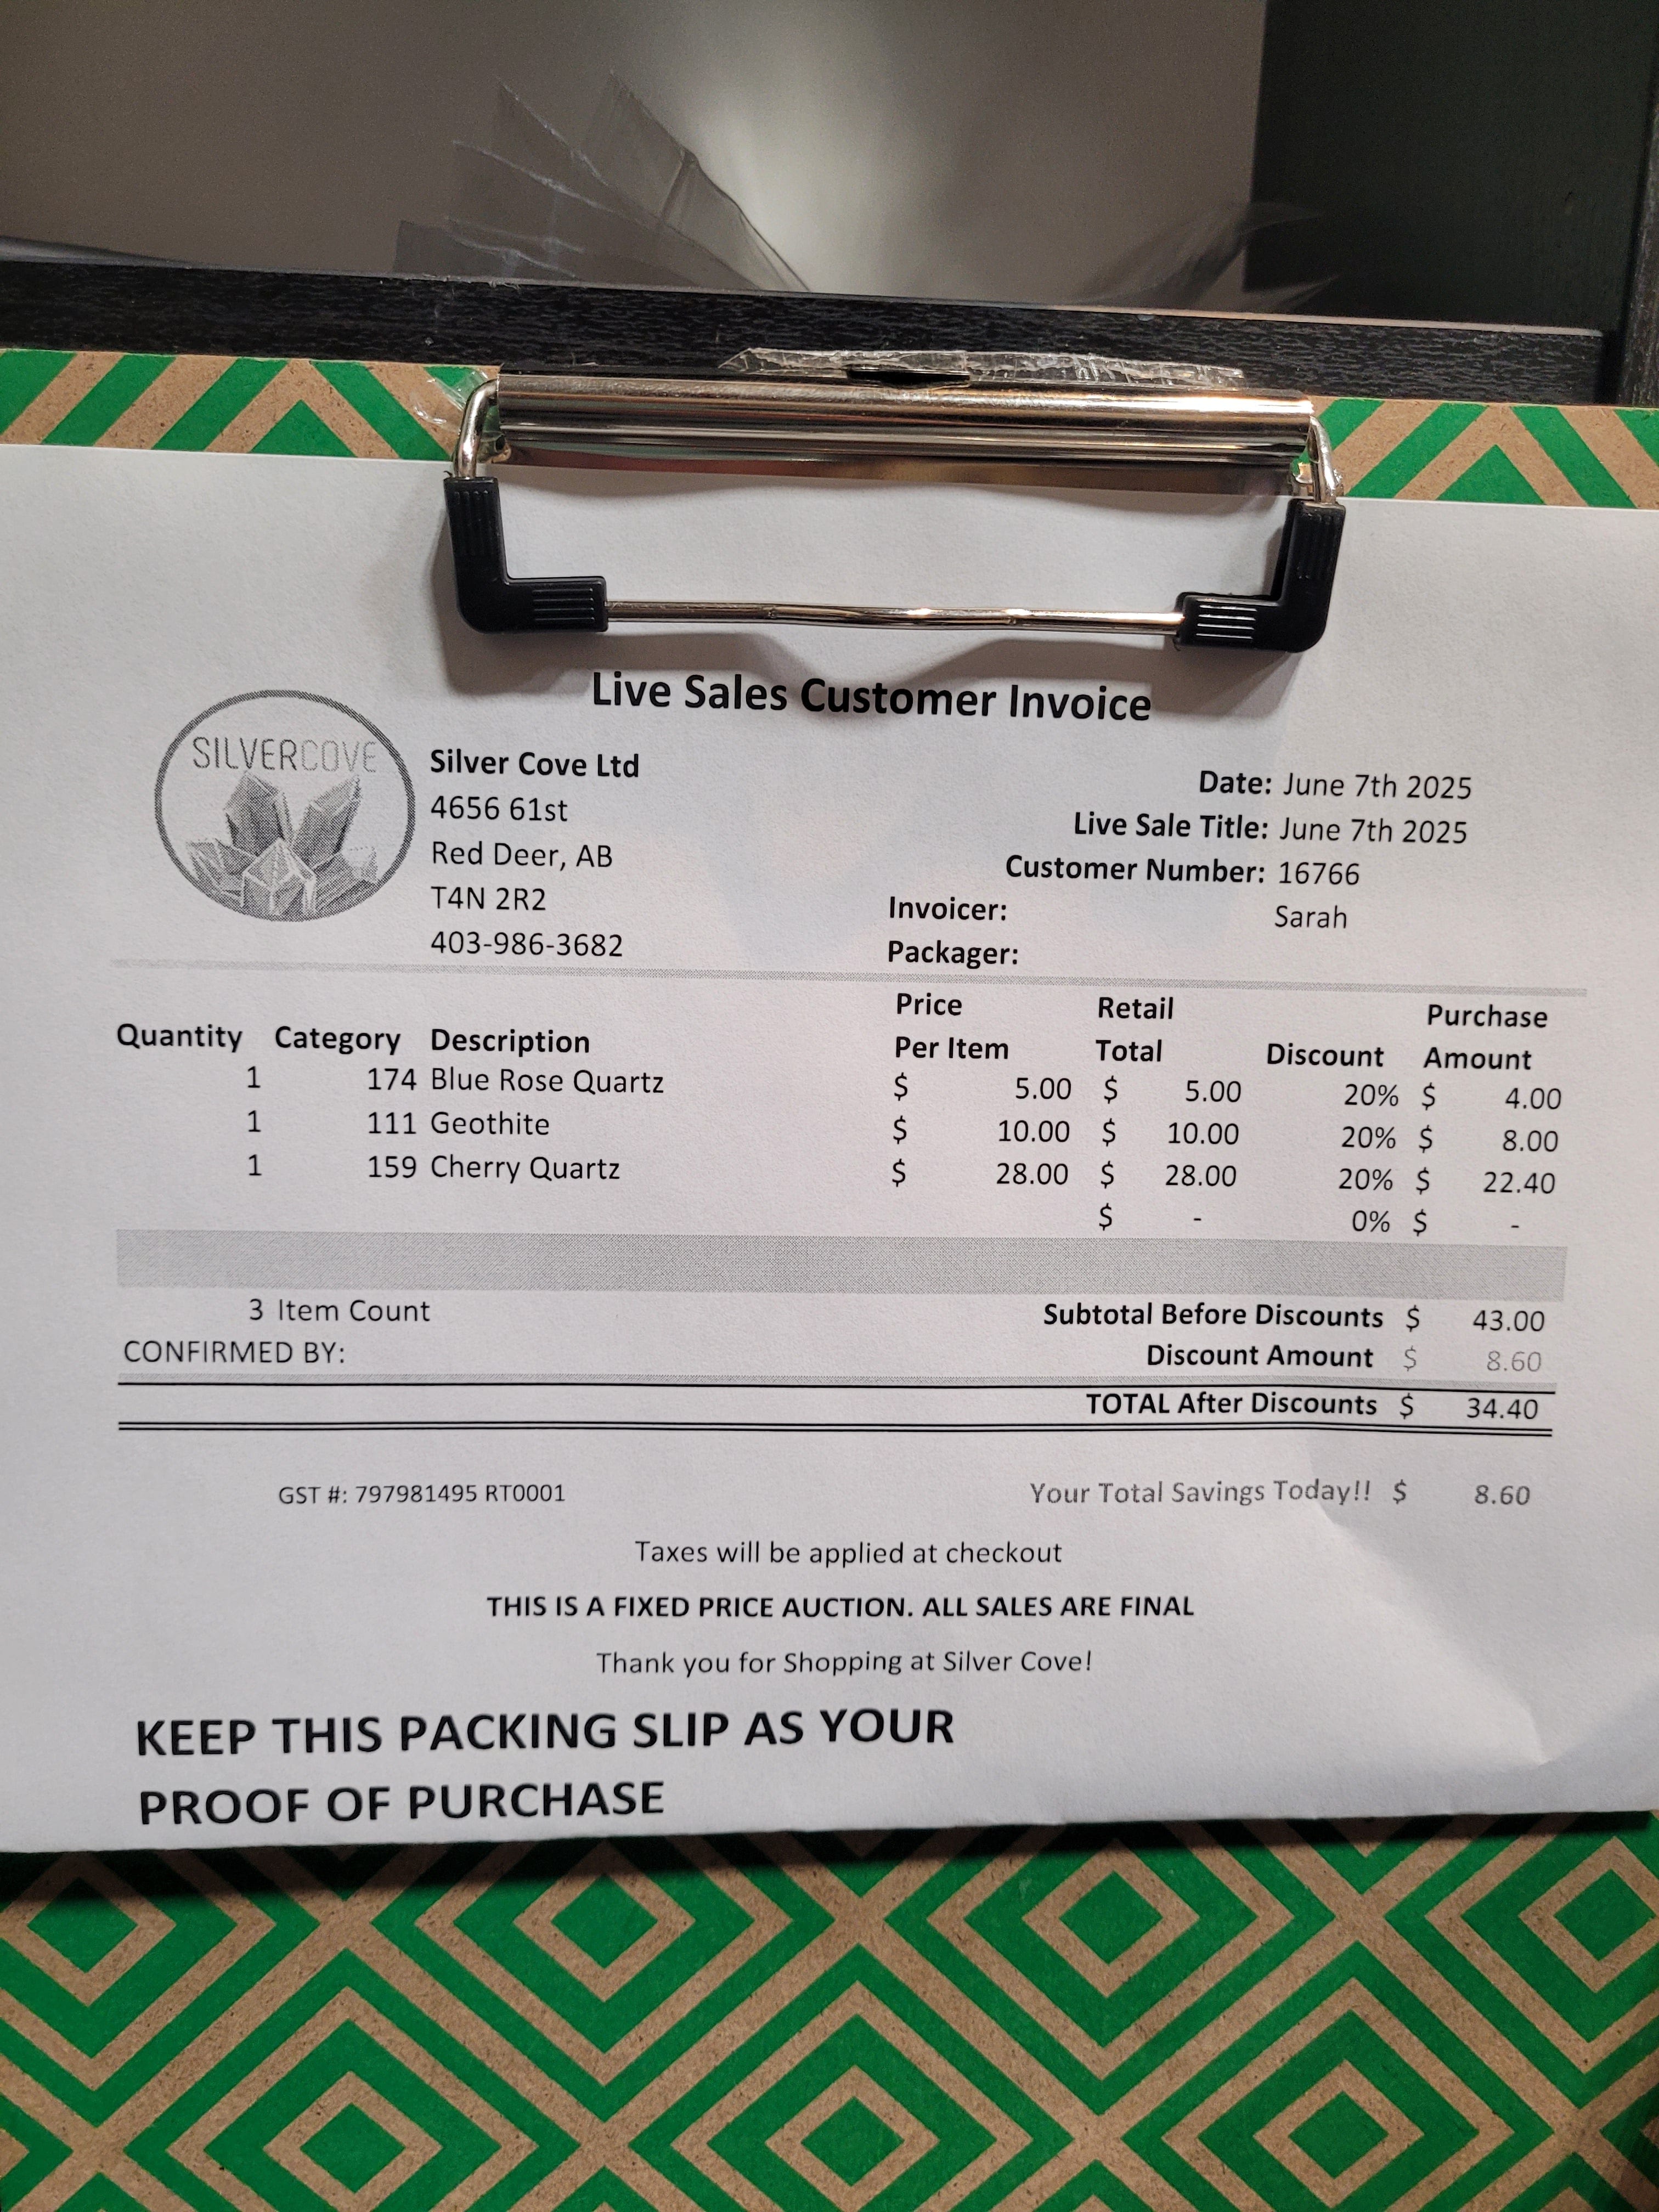 Live Sales Customer Invoice
SILVERCOVE
Silver Cove Ltd
4656 61st
Red Deer, AB
T4N 2R2
403-986-3682
Date: June 7th 2025
Live Sale Title: June 7th 2025
Customer Number: 16766
Invoicer: Sarah
Packager:
Quantity Category Description Price Per Item Retail Total Discount Purchase Amount
1 174 Blue Rose Quartz $ 5.00 $ 5.00 20% $ 4.00
1 111 Geothite $ 10.00 $ 10.00 20% $ 8.00
1 159 Cherry Quartz $ 28.00 $ 28.00 20% $ 22.40
$ - 0% $ -
3 Item Count Subtotal Before Discounts $ 43.00
CONFIRMED BY: Discount Amount $ 8.60
TOTAL After Discounts $ 34.40
GST #: 797981495 RT0001 Your Total Savings Today!! $ 8.60
Taxes will be applied at checkout
THIS IS A FIXED PRICE AUCTION. ALL SALES ARE FINAL
Thank you for Shopping at Silver Cove!
KEEP THIS PACKING SLIP AS YOUR
PROOF OF PURCHASE